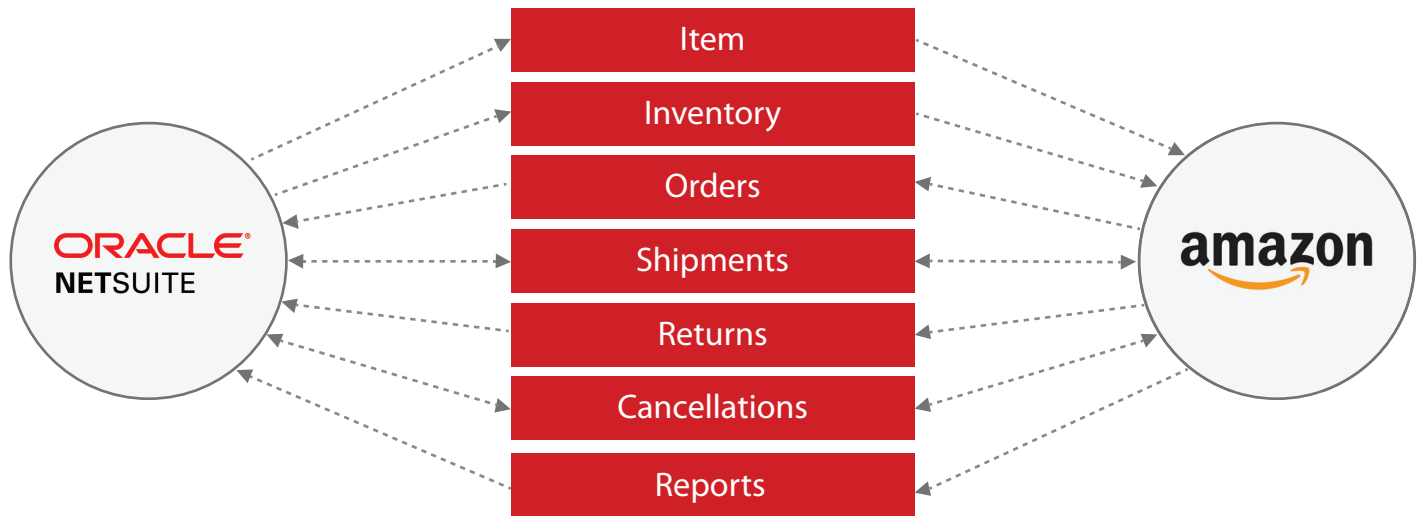 Item
Inventory
Orders
Shipments
Returns
Cancellations
Reports
ORACLE®
NETSUITE
amazon